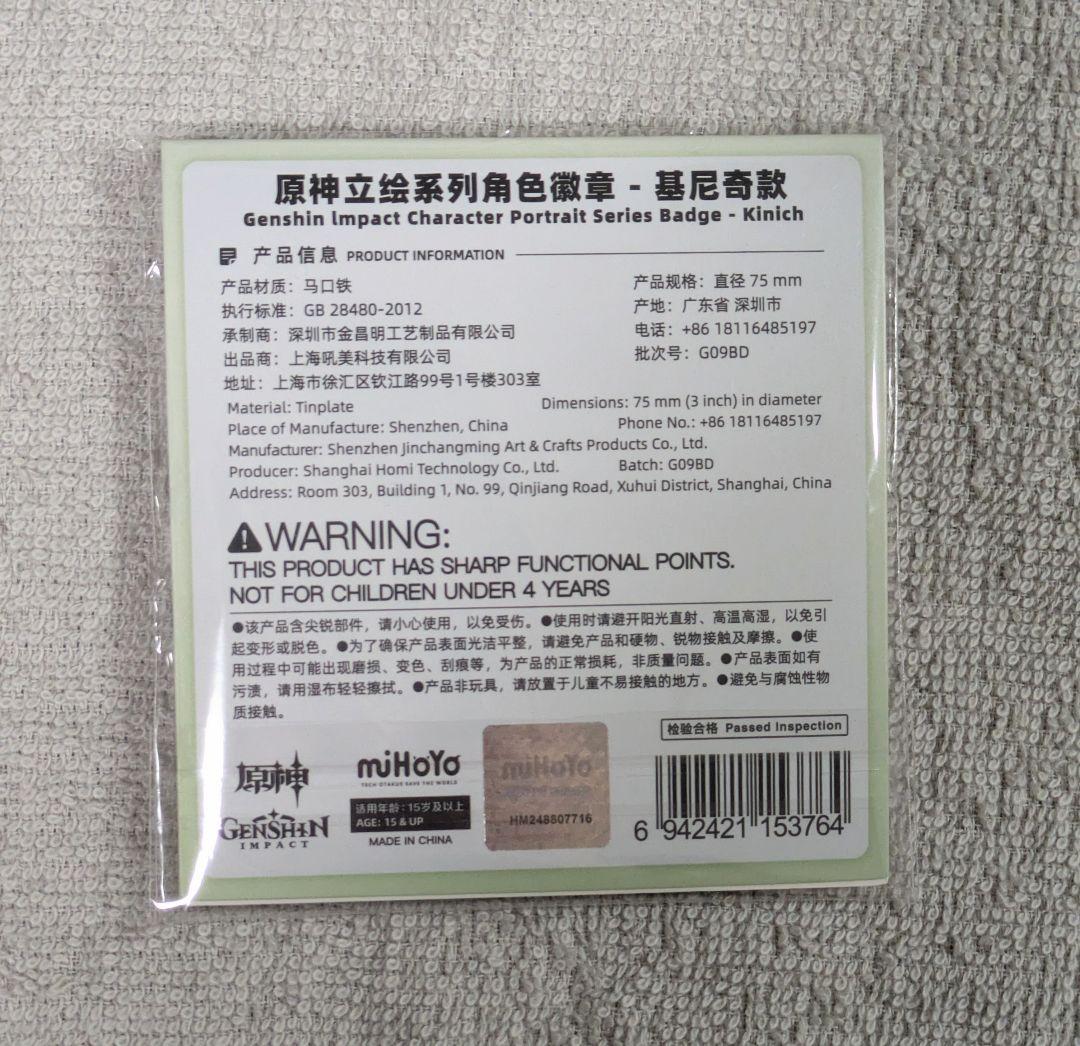 原神立绘系列角色徽章 - 基尼奇款
Genshin Impact Character Portrait Series Badge - Kinich
产品信息 PRODUCT INFORMATION
产品材质：马口铁 产品规格：直径 75 mm
执行标准：GB 28480-2012 产地：广东省 深圳市
承制商：深圳市金昌明工艺制品有限公司 电话：+86 18116485197
出品商：上海吼美科技有限公司 批次号：G09BD
地址：上海市徐汇区钦江路99号1号楼303室
Material: Tinplate Dimensions: 75 mm (3 inch) in diameter
Place of Manufacture: Shenzhen, China Phone No.: +86 18116485197
Manufacturer: Shenzhen Jinchangming Art & Crafts Products Co., Ltd.
Producer: Shanghai Homi Technology Co., Ltd. Batch: G09BD
Address: Room 303, Building 1, No. 99, Qinjiang Road, Xuhui District, Shanghai, China
WARNING:
THIS PRODUCT HAS SHARP FUNCTIONAL POINTS.
NOT FOR CHILDREN UNDER 4 YEARS
●该产品含尖锐部件，请小心使用，以免受伤。●使用时请避开阳光直射、高温高湿，以免引
起变形或脱色。●为了确保产品表面光洁平整，请避免产品和硬物、锐物接触及摩擦。●使
用过程中可能出现磨损、变色、刮痕等，为产品的正常损耗，非质量问题。●产品表面如有
污渍，请用湿布轻轻擦拭。●产品非玩具，请放置于儿童不易接触的地方。●避免与腐蚀性物
质接触。
检验合格 Passed Inspection
原神
GENSHIN
IMPACT
miHoYo
TECH OTAKUS SAVE THE WORLD
适用年龄：15岁及以上
AGE: 15 & UP
MADE IN CHINA
miHoYo
HM248807716
6 942421 153764